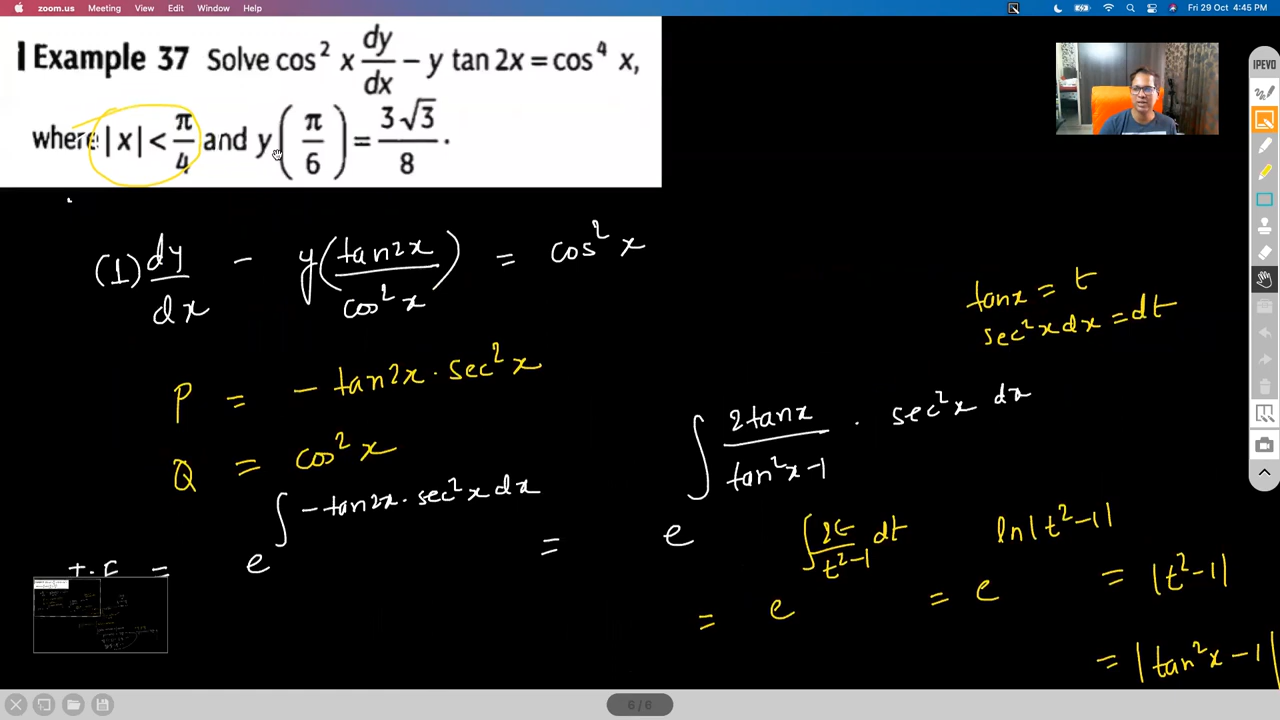 zoom.us Meeting View Edit Window Help Fri 29 Oct 4:45 PM
IPEVO
Example 37 Solve cos² x dy/dx − y tan 2x = cos⁴ x,
where |x| < π/4 and y(π/6) = 3√3/8.
(1) dy/dx − y(tan2x/cos²x) = cos²x
tanx = t
sec²x dx = dt
P = − tan2x · sec²x
Q = cos²x
I.F = e^∫−tan2x·sec²x dx = e^∫ 2tanx/tan²x−1 · sec²x dx
= e^∫ 2t/t²−1 dt = e^ln|t²−1| = |t²−1|
= |tan²x−1|
6 / 6